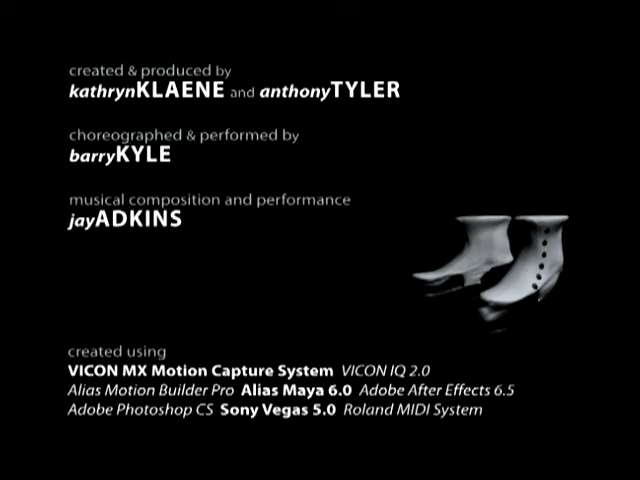 created & produced by
kathrynKLAENE and anthonyTYLER
choreographed & performed by
barryKYLE
musical composition and performance
jayADKINS
created using
VICON MX Motion Capture System VICON IQ 2.0
Alias Motion Builder Pro Alias Maya 6.0 Adobe After Effects 6.5
Adobe Photoshop CS Sony Vegas 5.0 Roland MIDI System